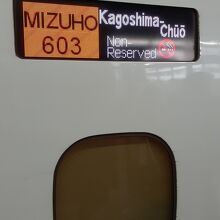 MIZUHO
603
Kagoshima-
Chūō
Non-
Reserved